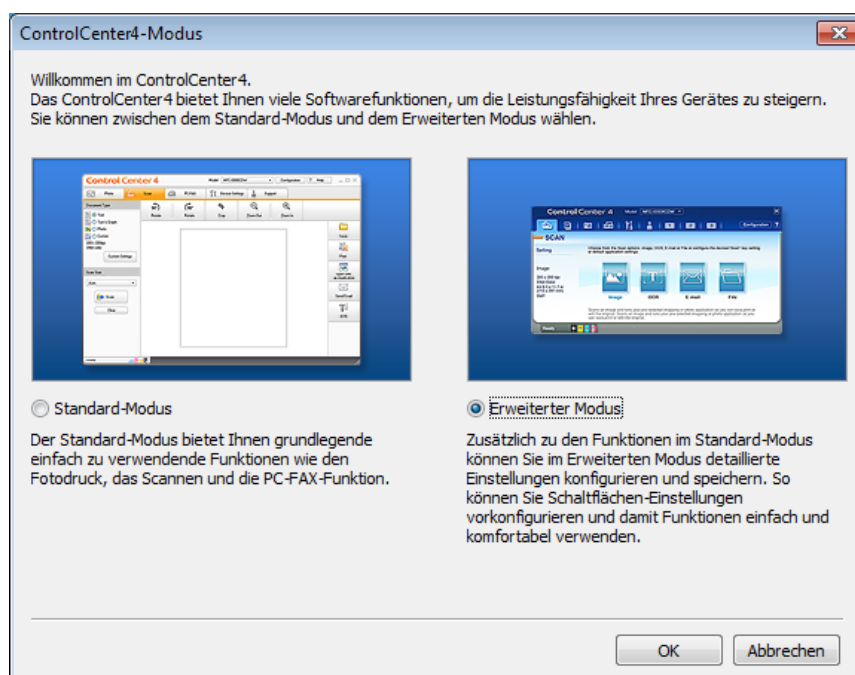 ControlCenter4-Modus
Willkommen im ControlCenter4.
Das ControlCenter4 bietet Ihnen viele Softwarefunktionen, um die Leistungsfähigkeit Ihres Gerätes zu steigern.
Sie können zwischen dem Standard-Modus und dem Erweiterten Modus wählen.
Control Center 4
Scan
Control Center 4
SCAN
Setting
Image
Image
OCR
E-mail
File
Standard-Modus
Der Standard-Modus bietet Ihnen grundlegende
einfach zu verwendende Funktionen wie den
Fotodruck, das Scannen und die PC-FAX-Funktion.
Erweiterter Modus
Zusätzlich zu den Funktionen im Standard-Modus
können Sie im Erweiterten Modus detaillierte
Einstellungen konfigurieren und speichern. So
können Sie Schaltflächen-Einstellungen
vorkonfigurieren und damit Funktionen einfach und
komfortabel verwenden.
OK
Abbrechen